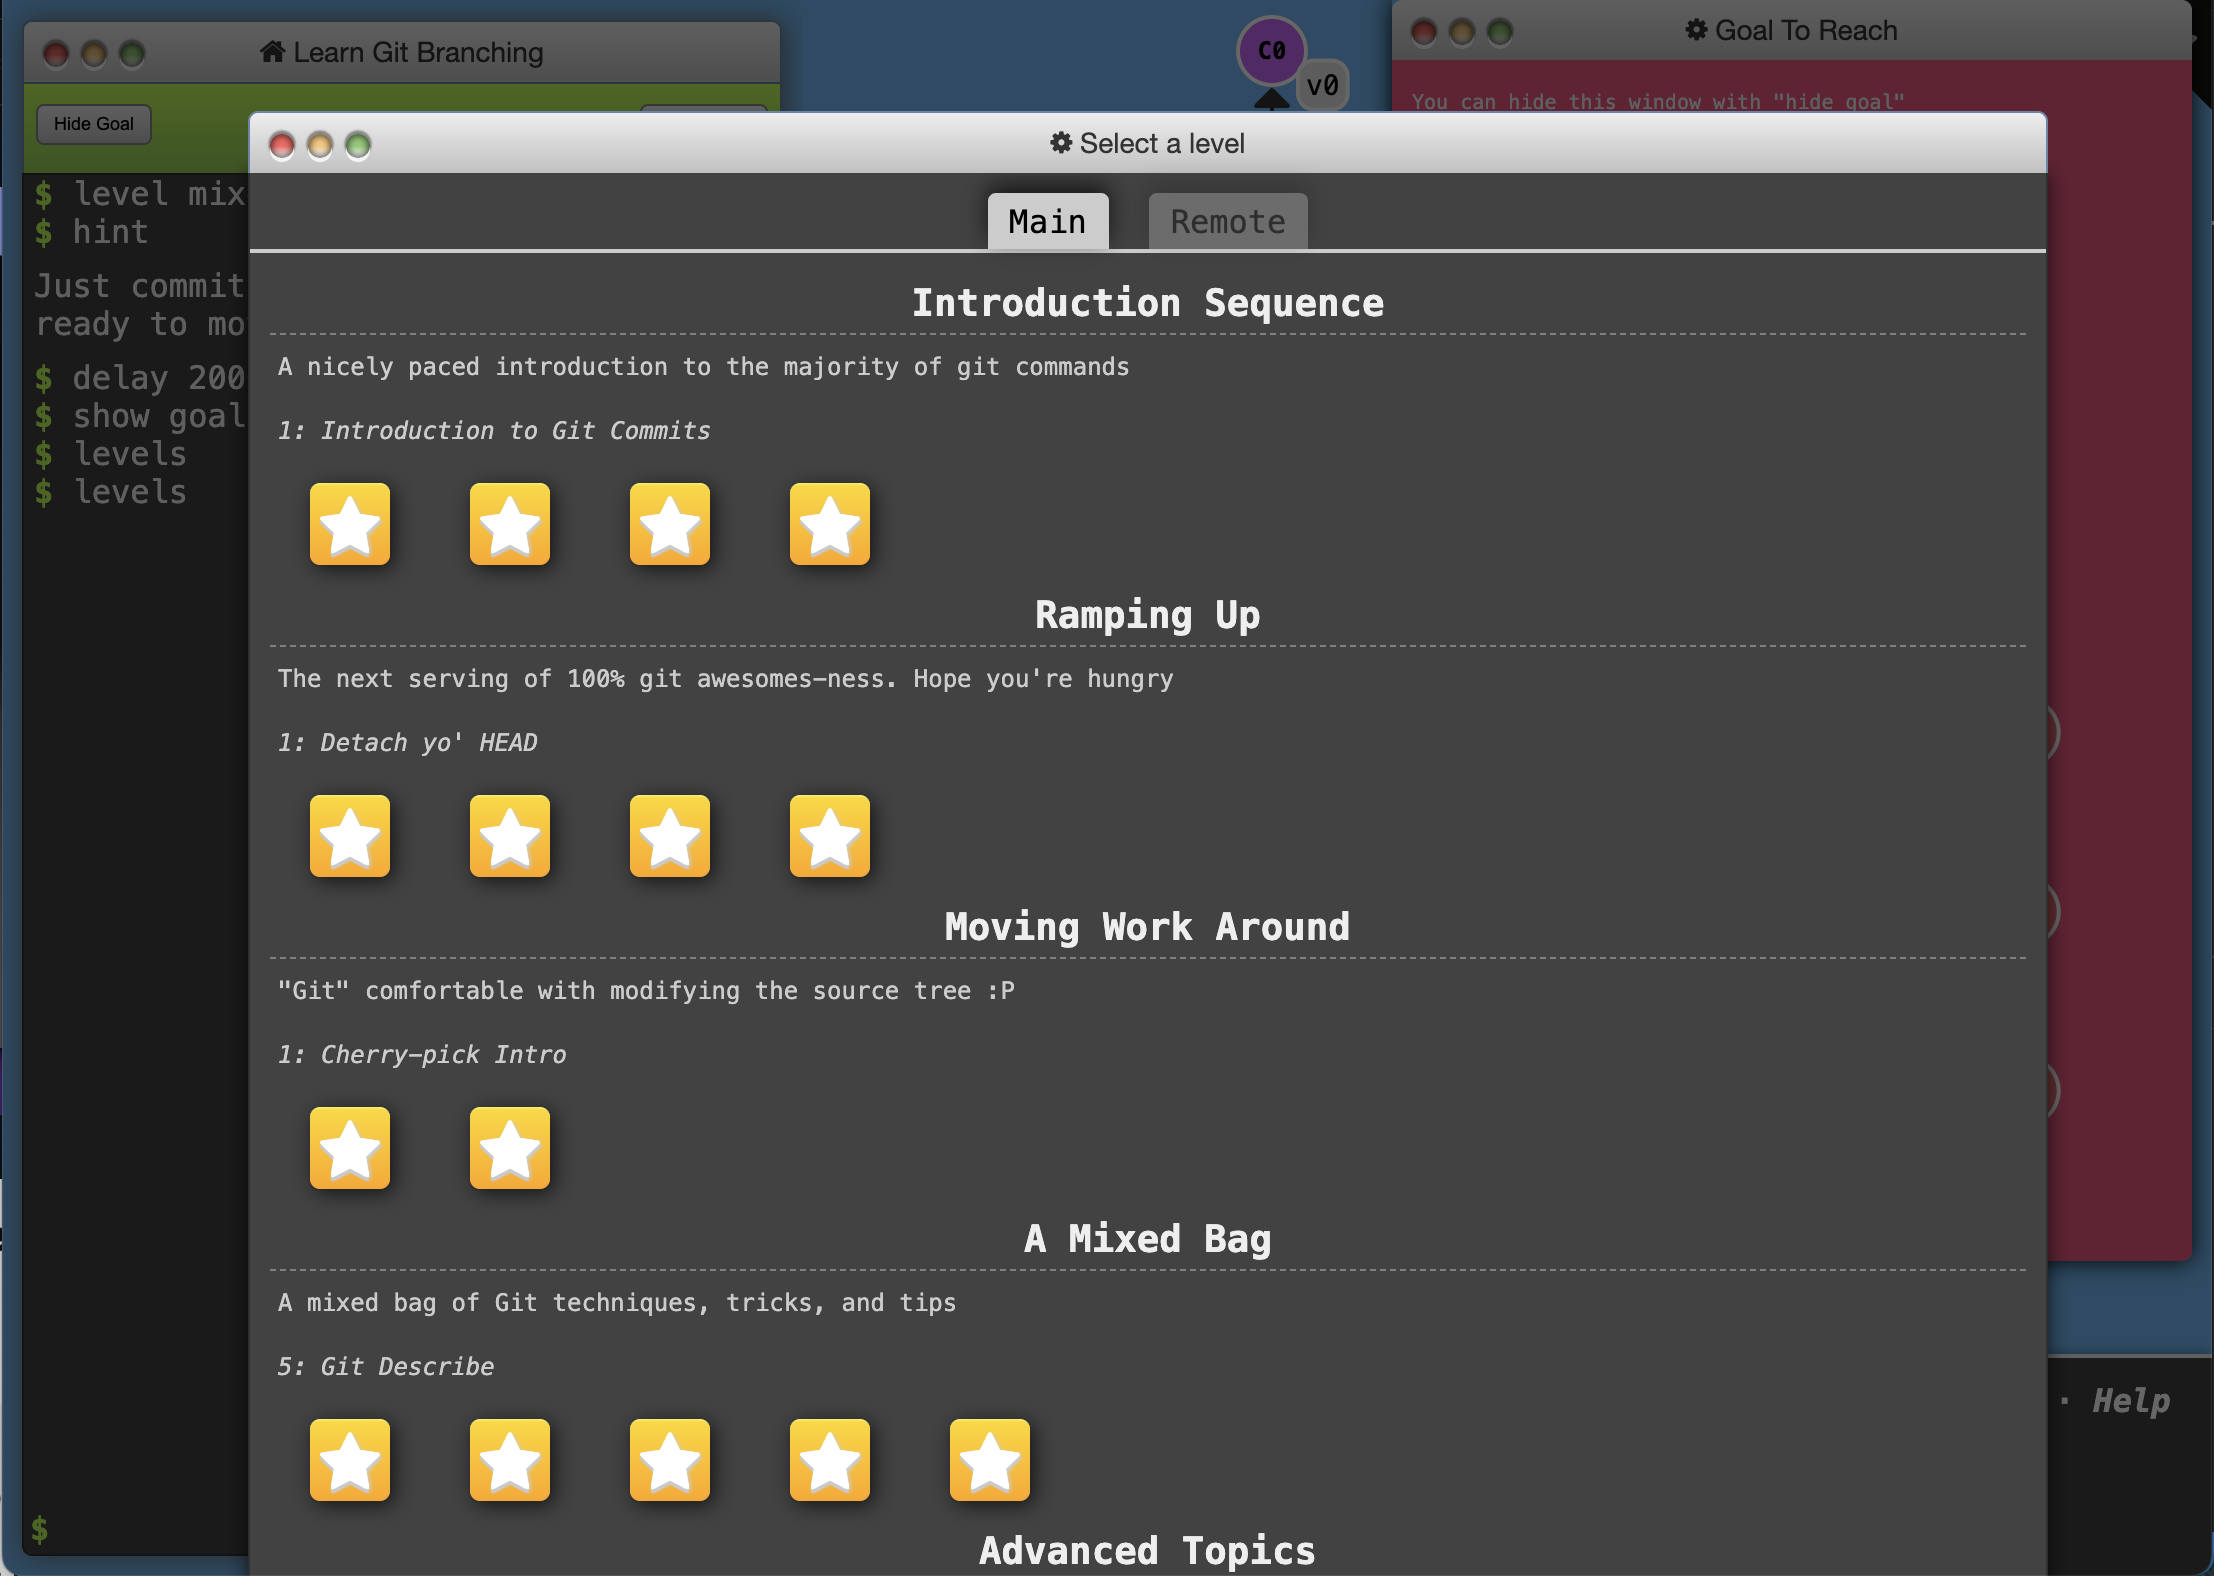 Learn Git Branching
Hide Goal
$ level mix
$ hint
Just commit
ready to mo
$ delay 200
$ show goal
$ levels
$ levels
$
C0
v0
Goal To Reach
You can hide this window with "hide goal"
Select a level
Main
Remote
Introduction Sequence
A nicely paced introduction to the majority of git commands
1: Introduction to Git Commits
Ramping Up
The next serving of 100% git awesomes-ness. Hope you're hungry
1: Detach yo' HEAD
Moving Work Around
"Git" comfortable with modifying the source tree :P
1: Cherry-pick Intro
A Mixed Bag
A mixed bag of Git techniques, tricks, and tips
5: Git Describe
Advanced Topics
· Help